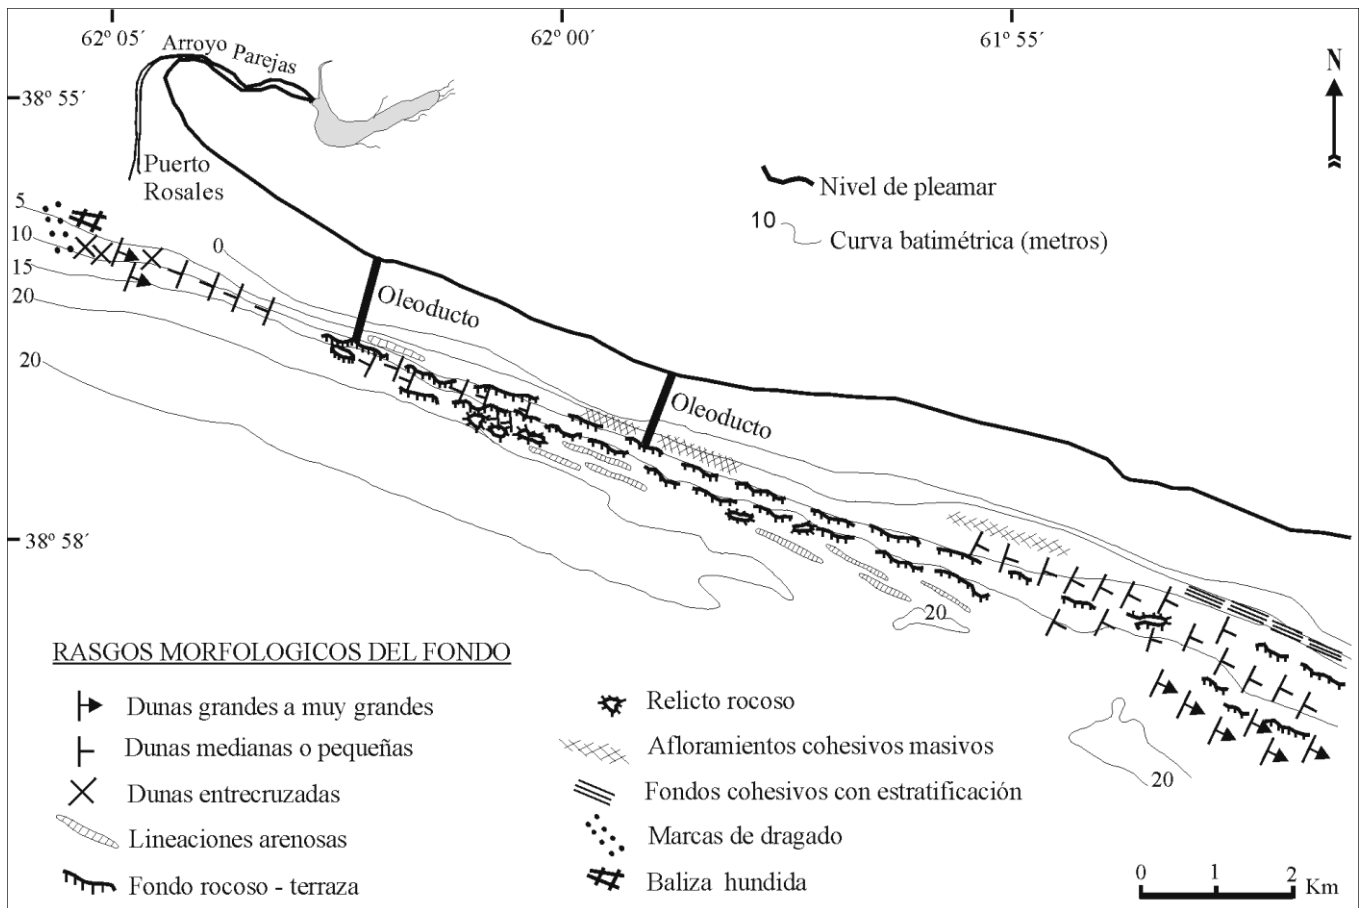 62º 05´
62º 00´
61º 55´
Arroyo Parejas
N
38º 55´
Puerto
Rosales
Nivel de pleamar
5
10
15
20
20
0
10
Curva batimétrica (metros)
Oleoducto
Oleoducto
38º 58´
20
20
RASGOS MORFOLOGICOS DEL FONDO
Dunas grandes a muy grandes
Dunas medianas o pequeñas
Dunas entrecruzadas
Lineaciones arenosas
Fondo rocoso - terraza
Relicto rocoso
Afloramientos cohesivos masivos
Fondos cohesivos con estratificación
Marcas de dragado
Baliza hundida
0 1 2 Km